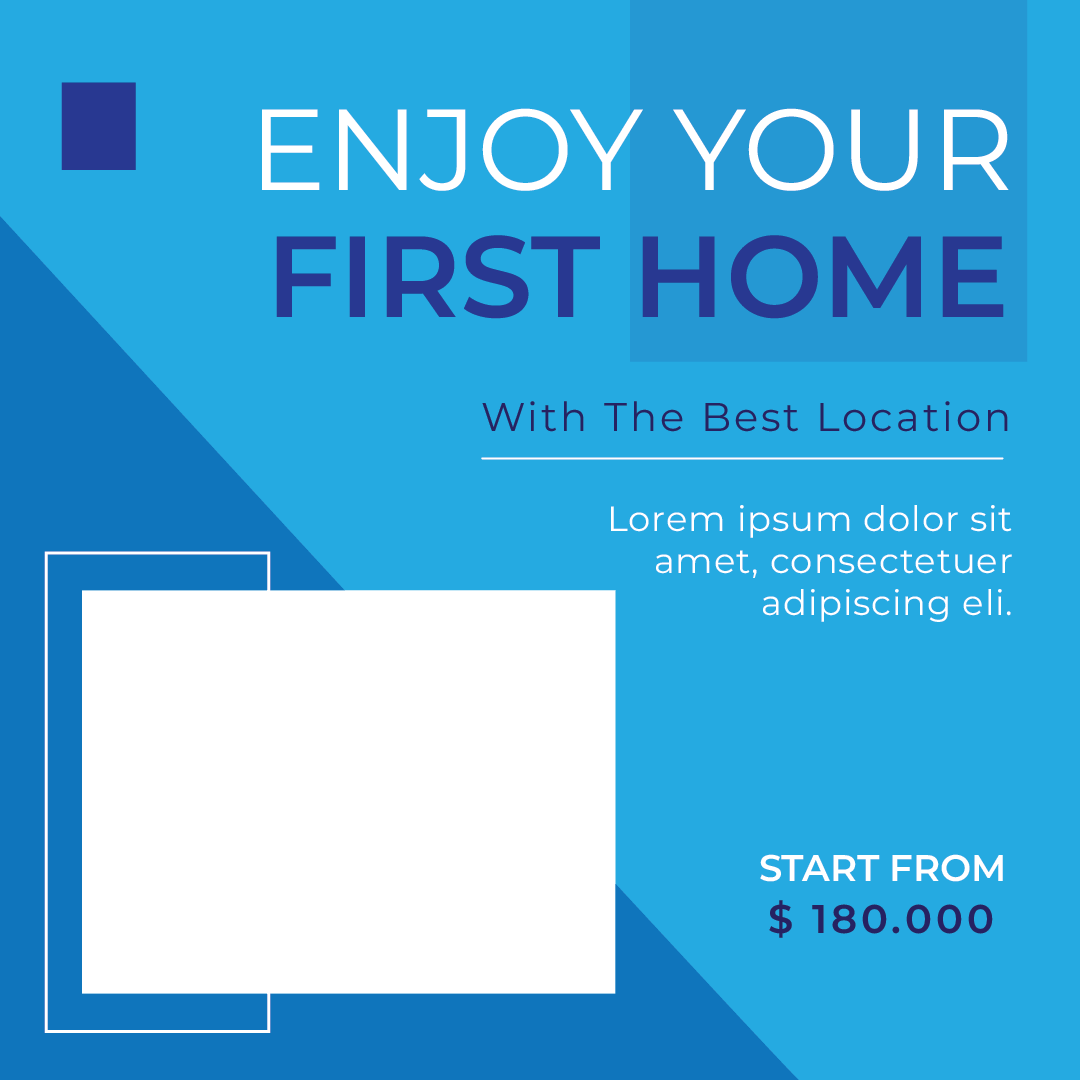 ENJOY YOUR
FIRST HOME
With The Best Location
Lorem ipsum dolor sit
amet, consectetuer
adipiscing eli.
START FROM
$ 180.000